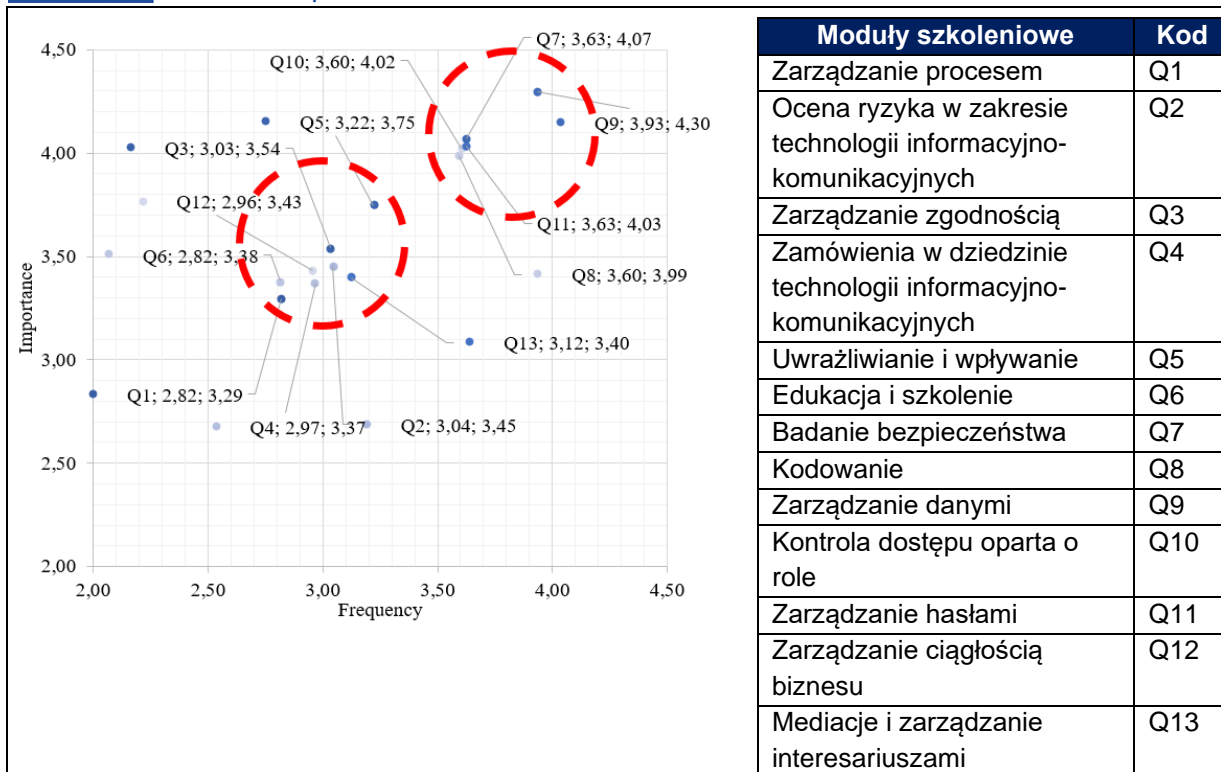 4,50
4,00
3,50
3,00
2,50
2,00
Importance
2,00 2,50 3,00 3,50 4,00 4,50
Frequency
Q7; 3,63; 4,07
Q10; 3,60; 4,02
Q5; 3,22; 3,75
Q9; 3,93; 4,30
Q3; 3,03; 3,54
Q12; 2,96; 3,43
Q11; 3,63; 4,03
Q6; 2,82; 3,38
Q8; 3,60; 3,99
Q13; 3,12; 3,40
Q1; 2,82; 3,29
Q4; 2,97; 3,37
Q2; 3,04; 3,45
Moduły szkoleniowe Kod
Zarządzanie procesem Q1
Ocena ryzyka w zakresie Q2
technologii informacyjno-
komunikacyjnych
Zarządzanie zgodnością Q3
Zamówienia w dziedzinie Q4
technologii informacyjno-
komunikacyjnych
Uwrażliwianie i wpływanie Q5
Edukacja i szkolenie Q6
Badanie bezpieczeństwa Q7
Kodowanie Q8
Zarządzanie danymi Q9
Kontrola dostępu oparta o Q10
role
Zarządzanie hasłami Q11
Zarządzanie ciągłością Q12
biznesu
Mediacje i zarządzanie Q13
interesariuszami